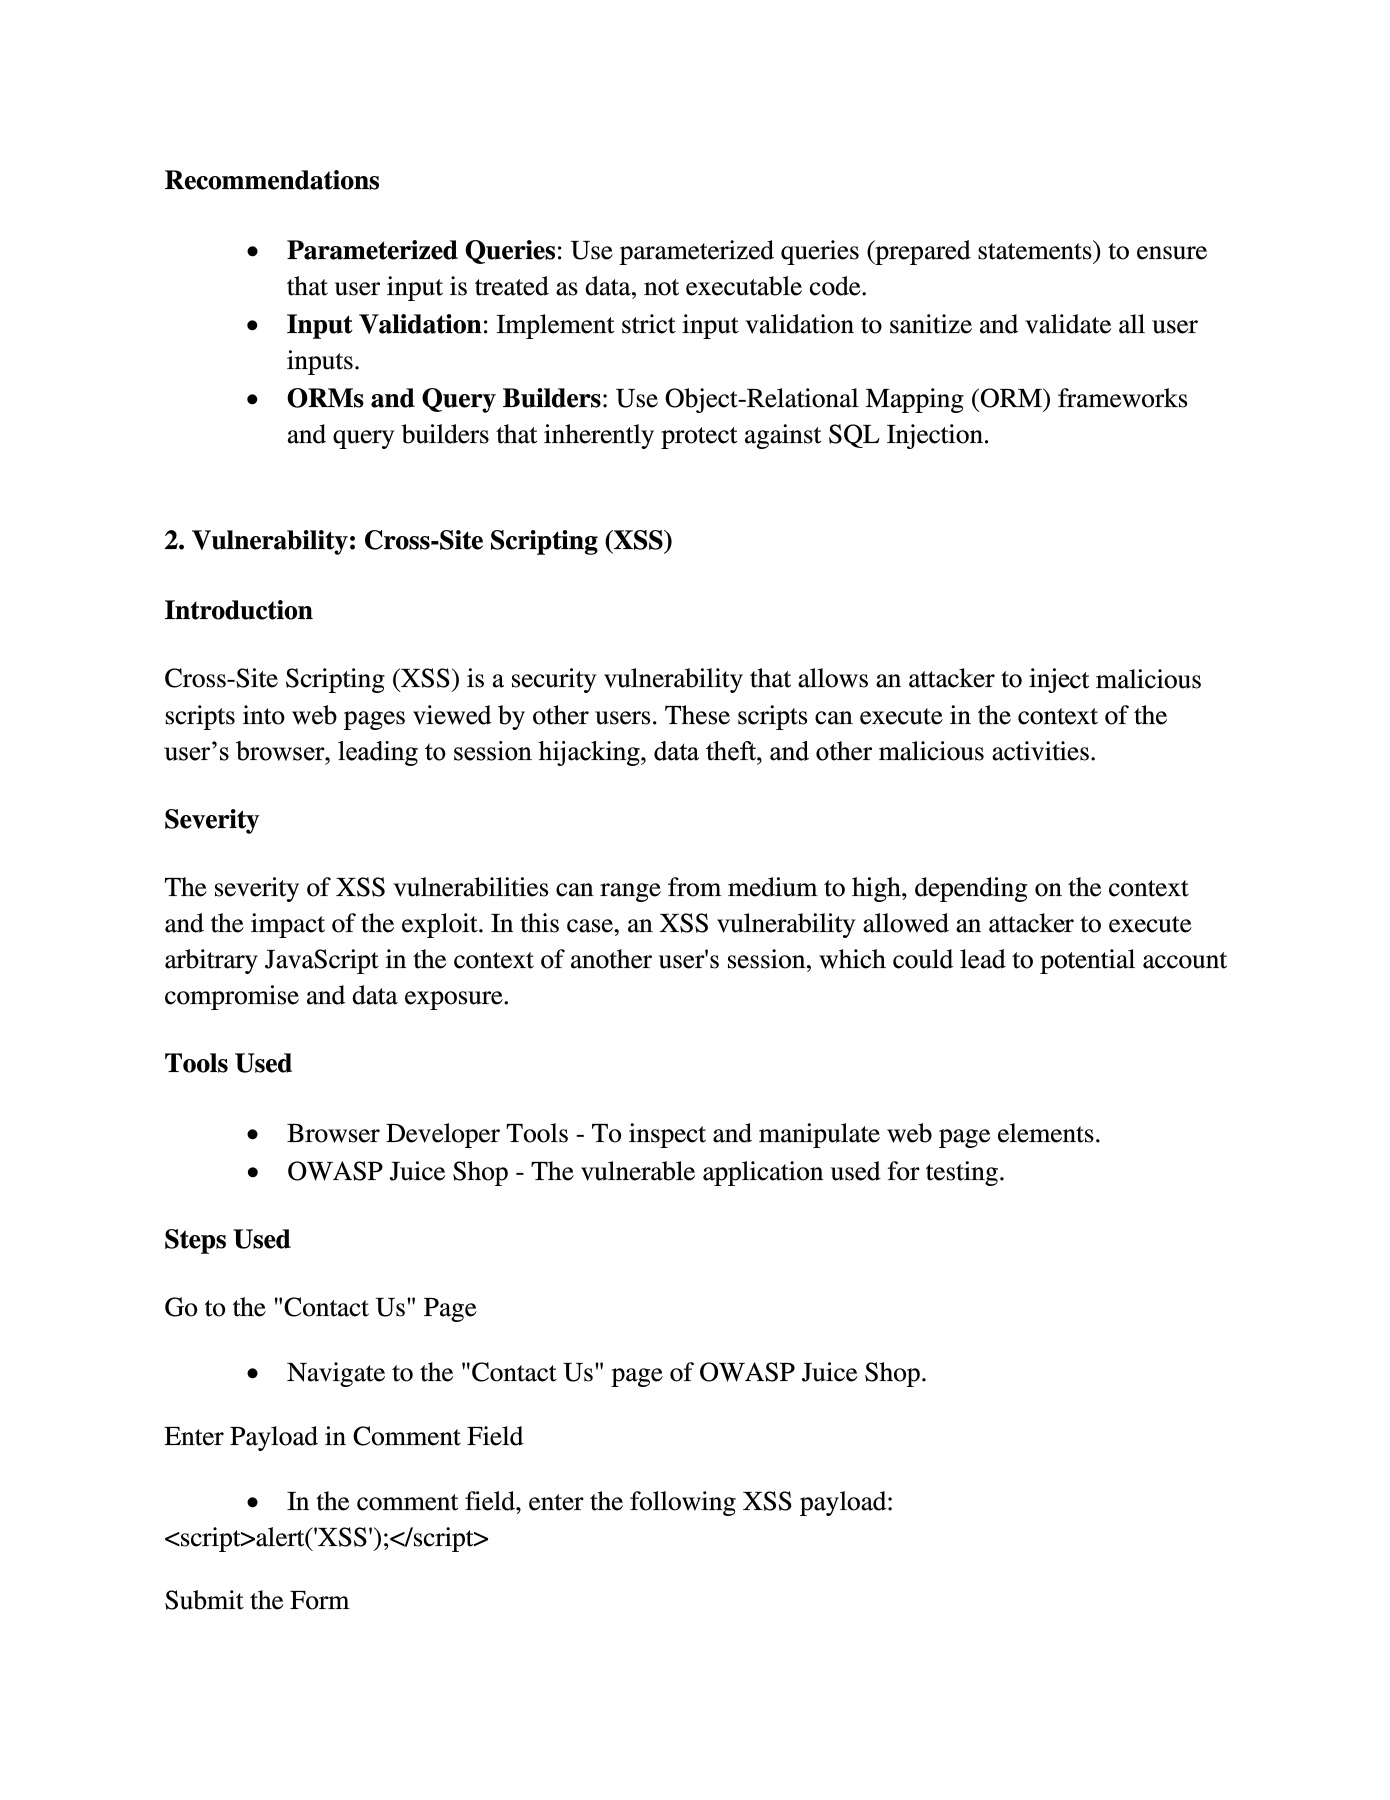 Recommendations
• Parameterized Queries: Use parameterized queries (prepared statements) to ensure
that user input is treated as data, not executable code.
• Input Validation: Implement strict input validation to sanitize and validate all user
inputs.
• ORMs and Query Builders: Use Object-Relational Mapping (ORM) frameworks
and query builders that inherently protect against SQL Injection.
2. Vulnerability: Cross-Site Scripting (XSS)
Introduction
Cross-Site Scripting (XSS) is a security vulnerability that allows an attacker to inject malicious
scripts into web pages viewed by other users. These scripts can execute in the context of the
user’s browser, leading to session hijacking, data theft, and other malicious activities.
Severity
The severity of XSS vulnerabilities can range from medium to high, depending on the context
and the impact of the exploit. In this case, an XSS vulnerability allowed an attacker to execute
arbitrary JavaScript in the context of another user's session, which could lead to potential account
compromise and data exposure.
Tools Used
• Browser Developer Tools - To inspect and manipulate web page elements.
• OWASP Juice Shop - The vulnerable application used for testing.
Steps Used
Go to the "Contact Us" Page
• Navigate to the "Contact Us" page of OWASP Juice Shop.
Enter Payload in Comment Field
• In the comment field, enter the following XSS payload:
<script>alert('XSS');</script>
Submit the Form